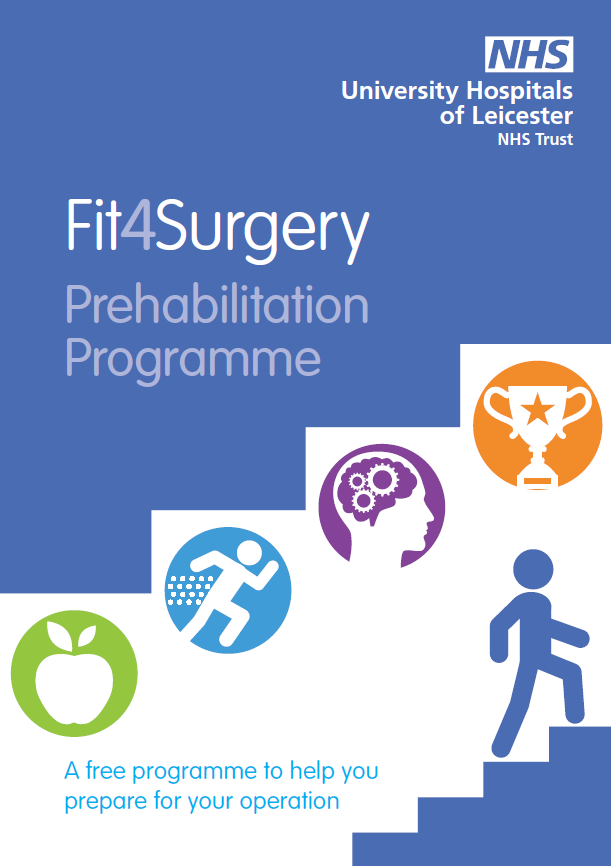 NHS
University Hospitals
of Leicester
NHS Trust
Fit4Surgery
Prehabilitation
Programme
A free programme to help you
prepare for your operation